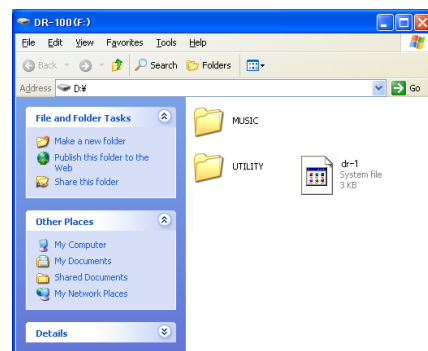 DR-100 (F:)
File Edit View Favorites Tools Help
Back Search Folders
Address D:¥ Go
File and Folder Tasks
Make a new folder
Publish this folder to the
Web
Share this folder
Other Places
My Computer
My Documents
Shared Documents
My Network Places
Details
MUSIC
UTILITY
dr-1
System file
3 KB